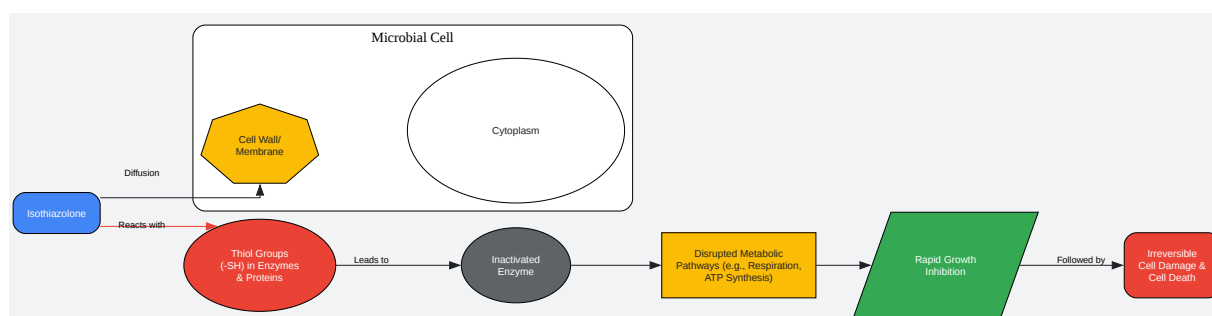 Microbial Cell
Cell Wall/
Membrane
Cytoplasm
Diffusion
Isothiazolone
Reacts with
Thiol Groups
(-SH) in Enzymes
& Proteins
Leads to
Inactivated
Enzyme
Disrupted Metabolic
Pathways (e.g., Respiration,
ATP Synthesis)
Rapid Growth
Inhibition
Followed by
Irreversible
Cell Damage &
Cell Death